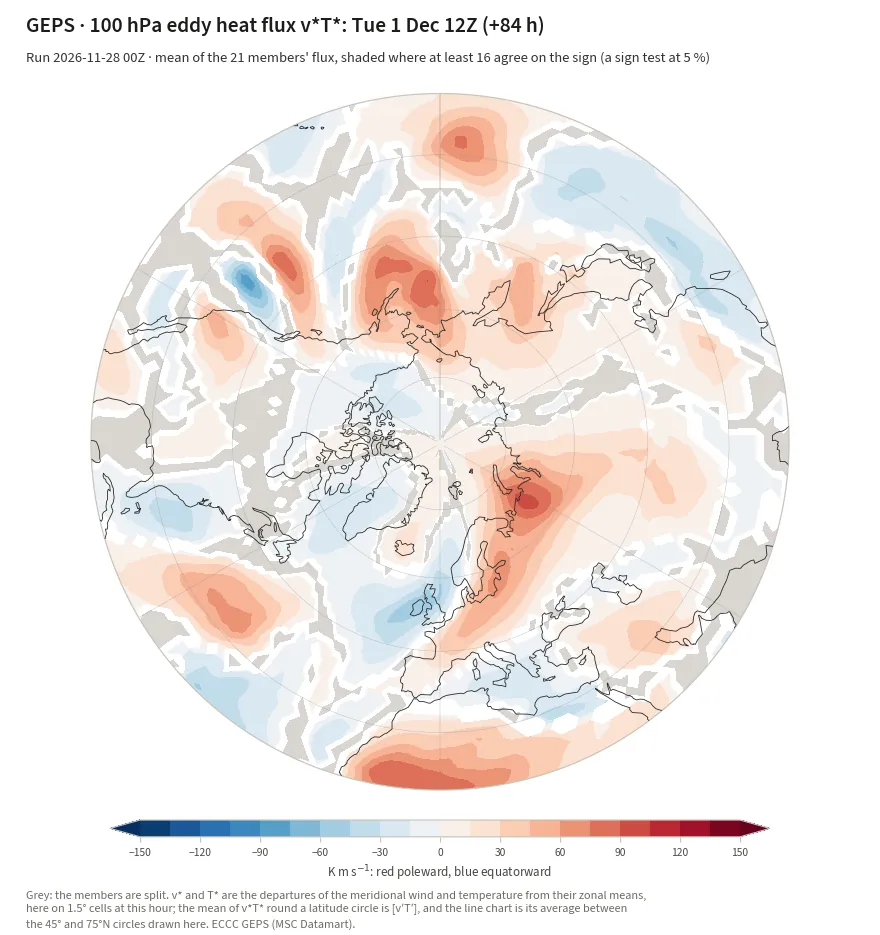 GEPS · 100 hPa eddy heat flux v*T*: Tue 1 Dec 12Z (+84 h)
Run 2026-11-28 00Z · mean of the 21 members' flux, shaded where at least 16 agree on the sign (a sign test at 5 %)
−150 −120 −90 −60 −30 0 30 60 90 120 150
K m s⁻¹: red poleward, blue equatorward
Grey: the members are split. v* and T* are the departures of the meridional wind and temperature from their zonal means,
here on 1.5° cells at this hour; the mean of v*T* round a latitude circle is [v'T'], and the line chart is its average between
the 45° and 75°N circles drawn here. ECCC GEPS (MSC Datamart).